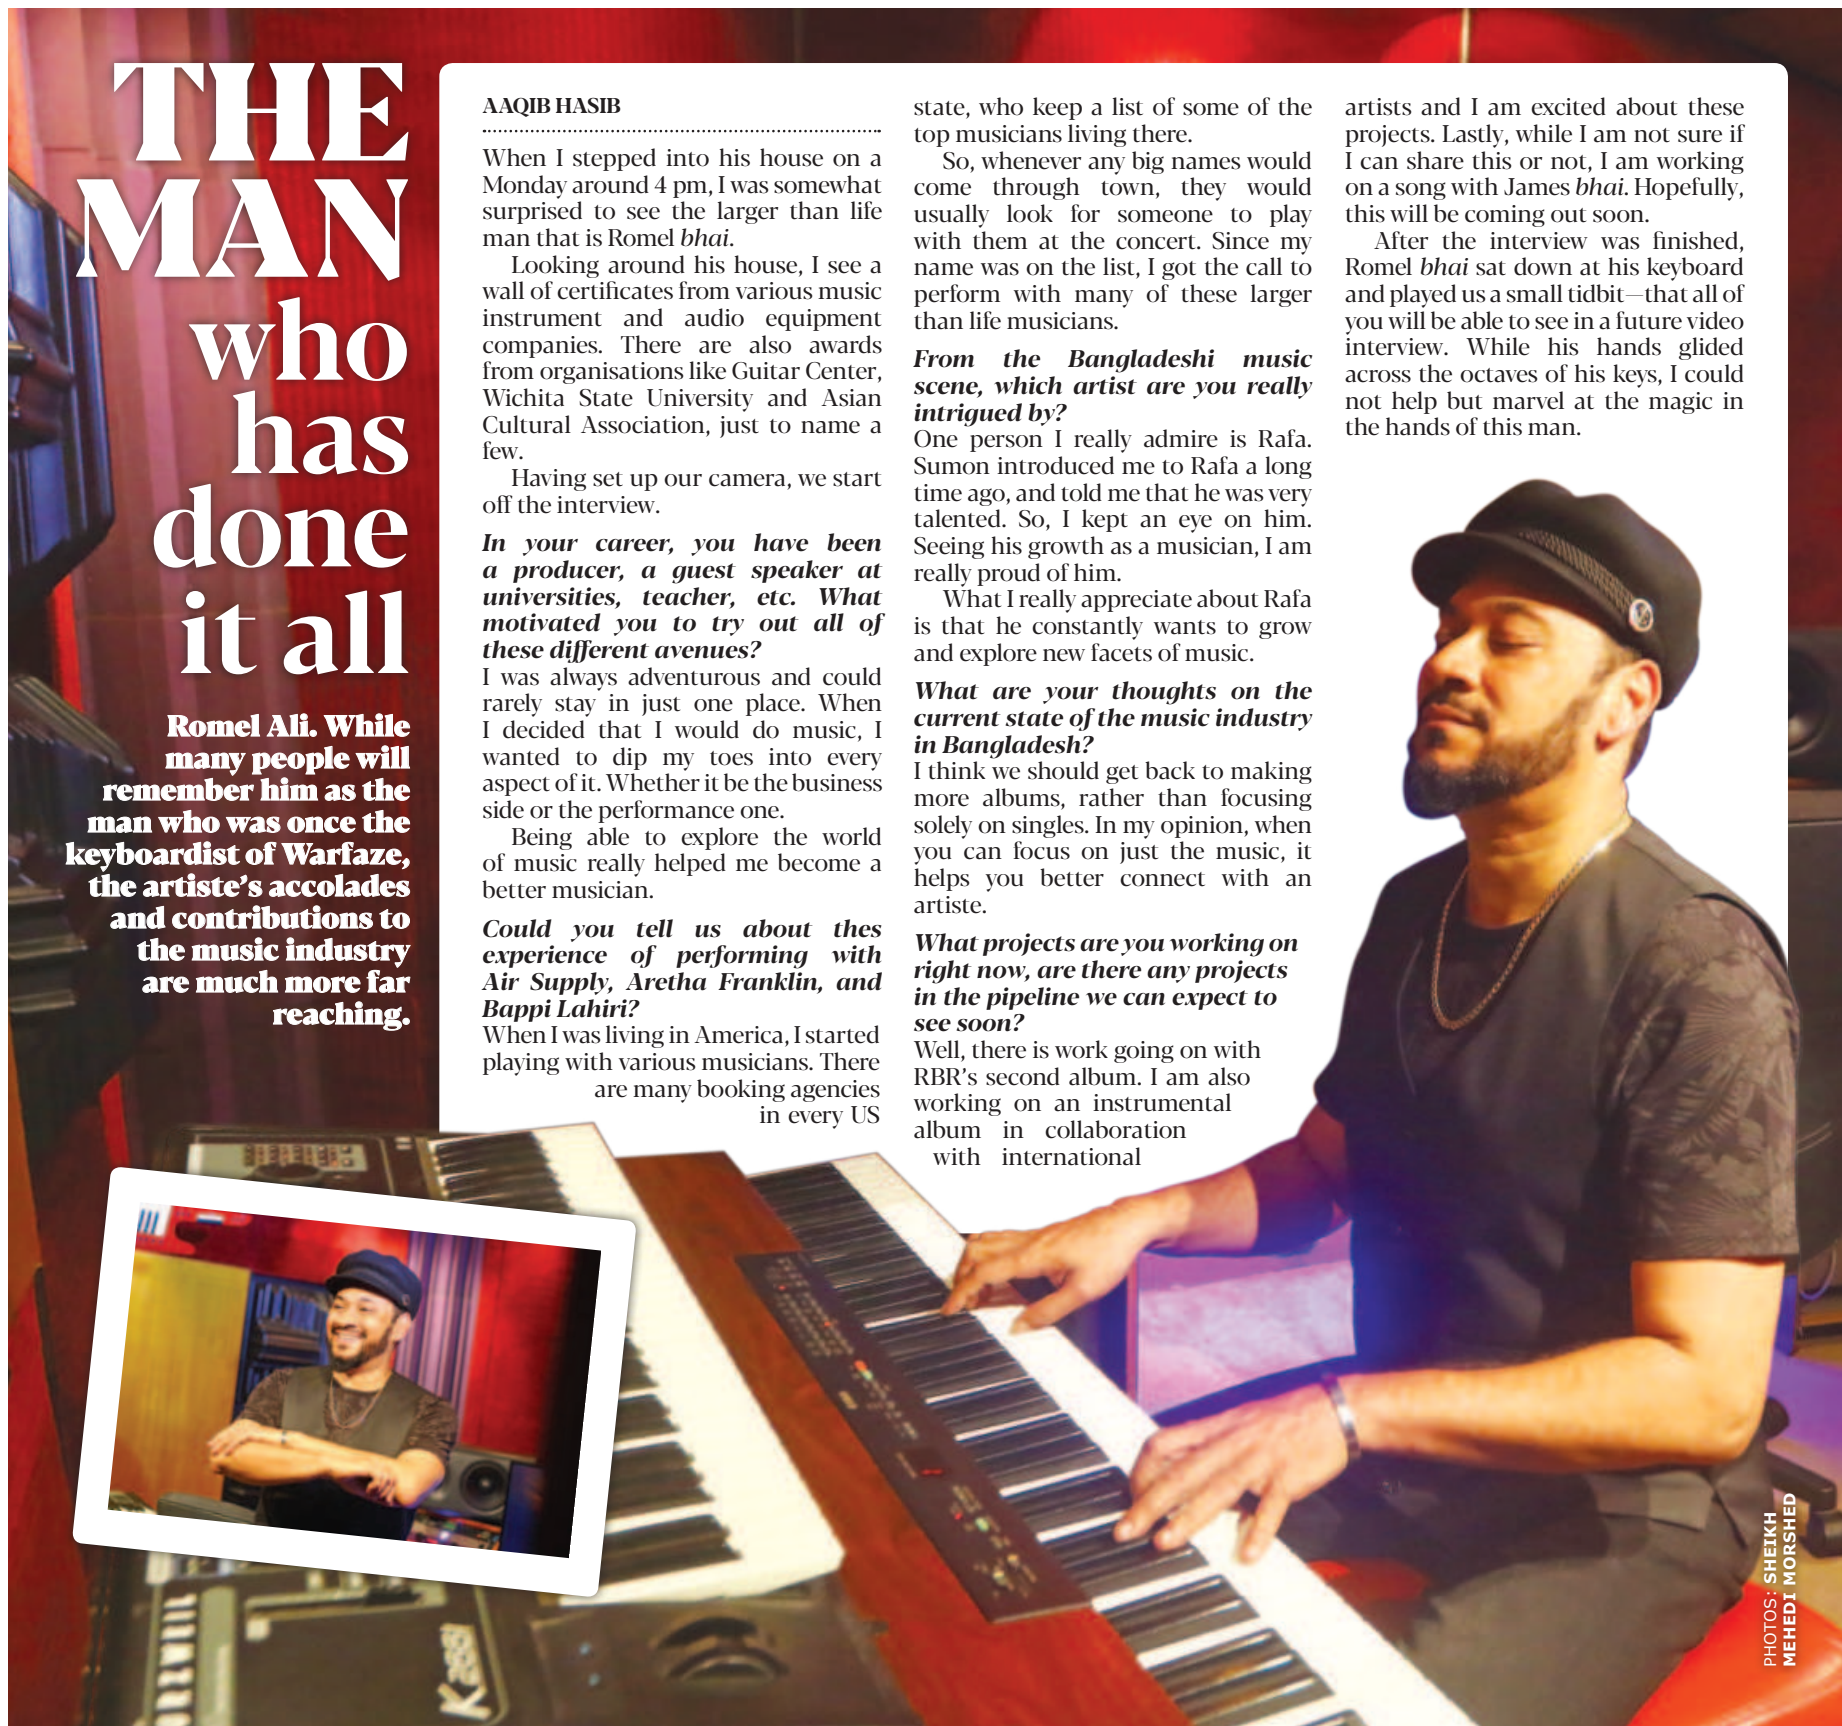 THE
MAN
who
has
done
it all
Romel Ali. While
many people will
remember him as the
man who was once the
keyboardist of Warfaze,
the artiste's accolades
and contributions to
the music industry
are much more far
reaching.
AAQIB HASIB
When I stepped into his house on a
Monday around 4 pm, I was somewhat
surprised to see the larger than life
man that is Romel bhai.
Looking around his house, I see a
wall of certificates from various music
instrument and audio equipment
companies. There are also awards
from organisations like Guitar Center,
Wichita State University and Asian
Cultural Association, just to name a
few.
Having set up our camera, we start
off the interview.
In your career, you have been
a producer, a guest speaker at
universities, teacher, etc. What
motivated you to try out all of
these different avenues?
I was always adventurous and could
rarely stay in just one place. When
I decided that I would do music, I
wanted to dip my toes into every
aspect of it. Whether it be the business
side or the performance one.
Being able to explore the world
of music really helped me become a
better musician.
Could you tell us about thes
experience of performing with
Air Supply, Aretha Franklin, and
Bappi Lahiri?
When I was living in America, I started
playing with various musicians. There
are many booking agencies
in every US
state, who keep a list of some of the
top musicians living there.
So, whenever any big names would
come through town, they would
usually look for someone to play
with them at the concert. Since my
name was on the list, I got the call to
perform with many of these larger
than life musicians.
From the Bangladeshi music
scene, which artist are you really
intrigued by?
One person I really admire is Rafa.
Sumon introduced me to Rafa a long
time ago, and told me that he was very
talented. So, I kept an eye on him.
Seeing his growth as a musician, I am
really proud of him.
What I really appreciate about Rafa
is that he constantly wants to grow
and explore new facets of music.
What are your thoughts on the
current state of the music industry
in Bangladesh?
I think we should get back to making
more albums, rather than focusing
solely on singles. In my opinion, when
you can focus on just the music, it
helps you better connect with an
artiste.
What projects are you working on
right now, are there any projects
in the pipeline we can expect to
see soon?
Well, there is work going on with
RBR's second album. I am also
working on an instrumental
album in collaboration
with international
artists and I am excited about these
projects. Lastly, while I am not sure if
I can share this or not, I am working
on a song with James bhai. Hopefully,
this will be coming out soon.
After the interview was finished,
Romel bhai sat down at his keyboard
and played us a small tidbit—that all of
you will be able to see in a future video
interview. While his hands glided
across the octaves of his keys, I could
not help but marvel at the magic in
the hands of this man.
PHOTOS: SHEIKH
MEHEDI MORSHED
KURZWEIL